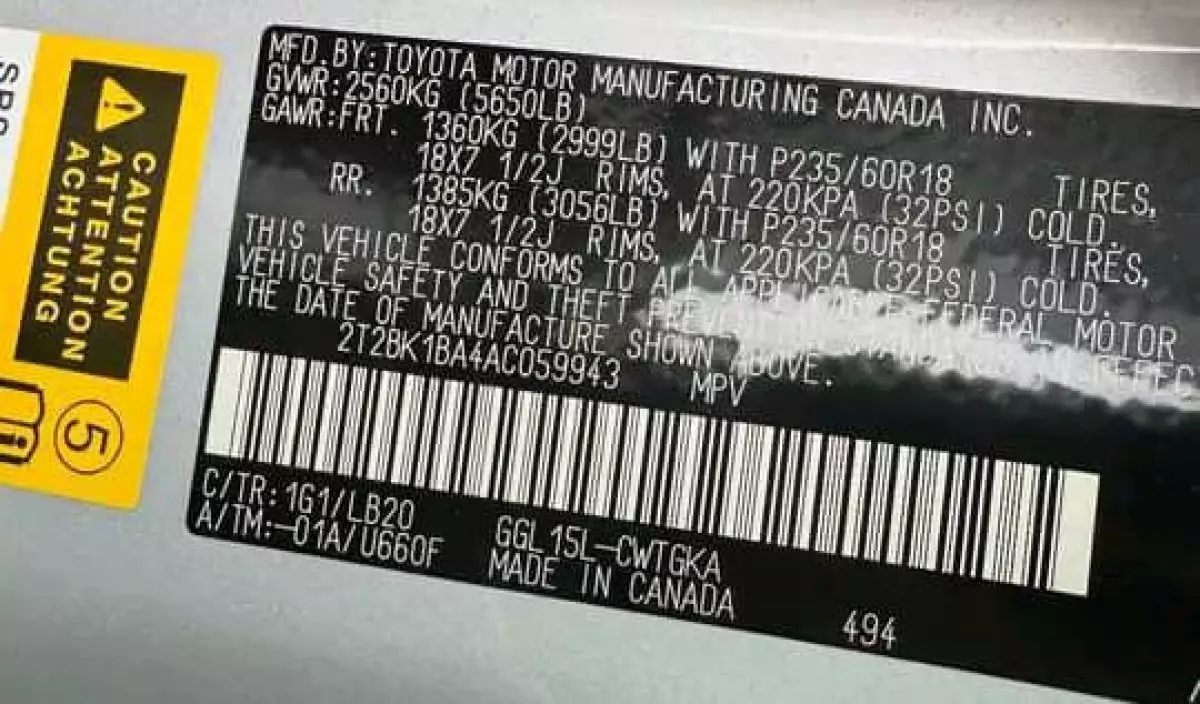 MFD.BY:TOYOTA MOTOR MANUFACTURING CANADA INC.
GVWR:2560KG (5650LB)
GAWR:FRT. 1360KG (2999LB) WITH P235/60R18 TIRES,
18X7 1/2J RIMS, AT 220KPA (32PSI) COLD.
RR. 1385KG (3056LB) WITH P235/60R18 TIRES,
18X7 1/2J RIMS, AT 220KPA (32PSI) COLD.
THIS VEHICLE CONFORMS TO ALL APPLICABLE FEDERAL MOTOR
VEHICLE SAFETY AND THEFT
THE DATE OF MANUFACTURE SHOWN ABOVE.
2T2BK1BA4AC059943 MPV
C/TR:1G1/LB20
A/TM:-01A/U660F
GGL15L-CWTGKA
MADE IN CANADA
494
CAUTION
ATTENTION
ACHTUNG
5